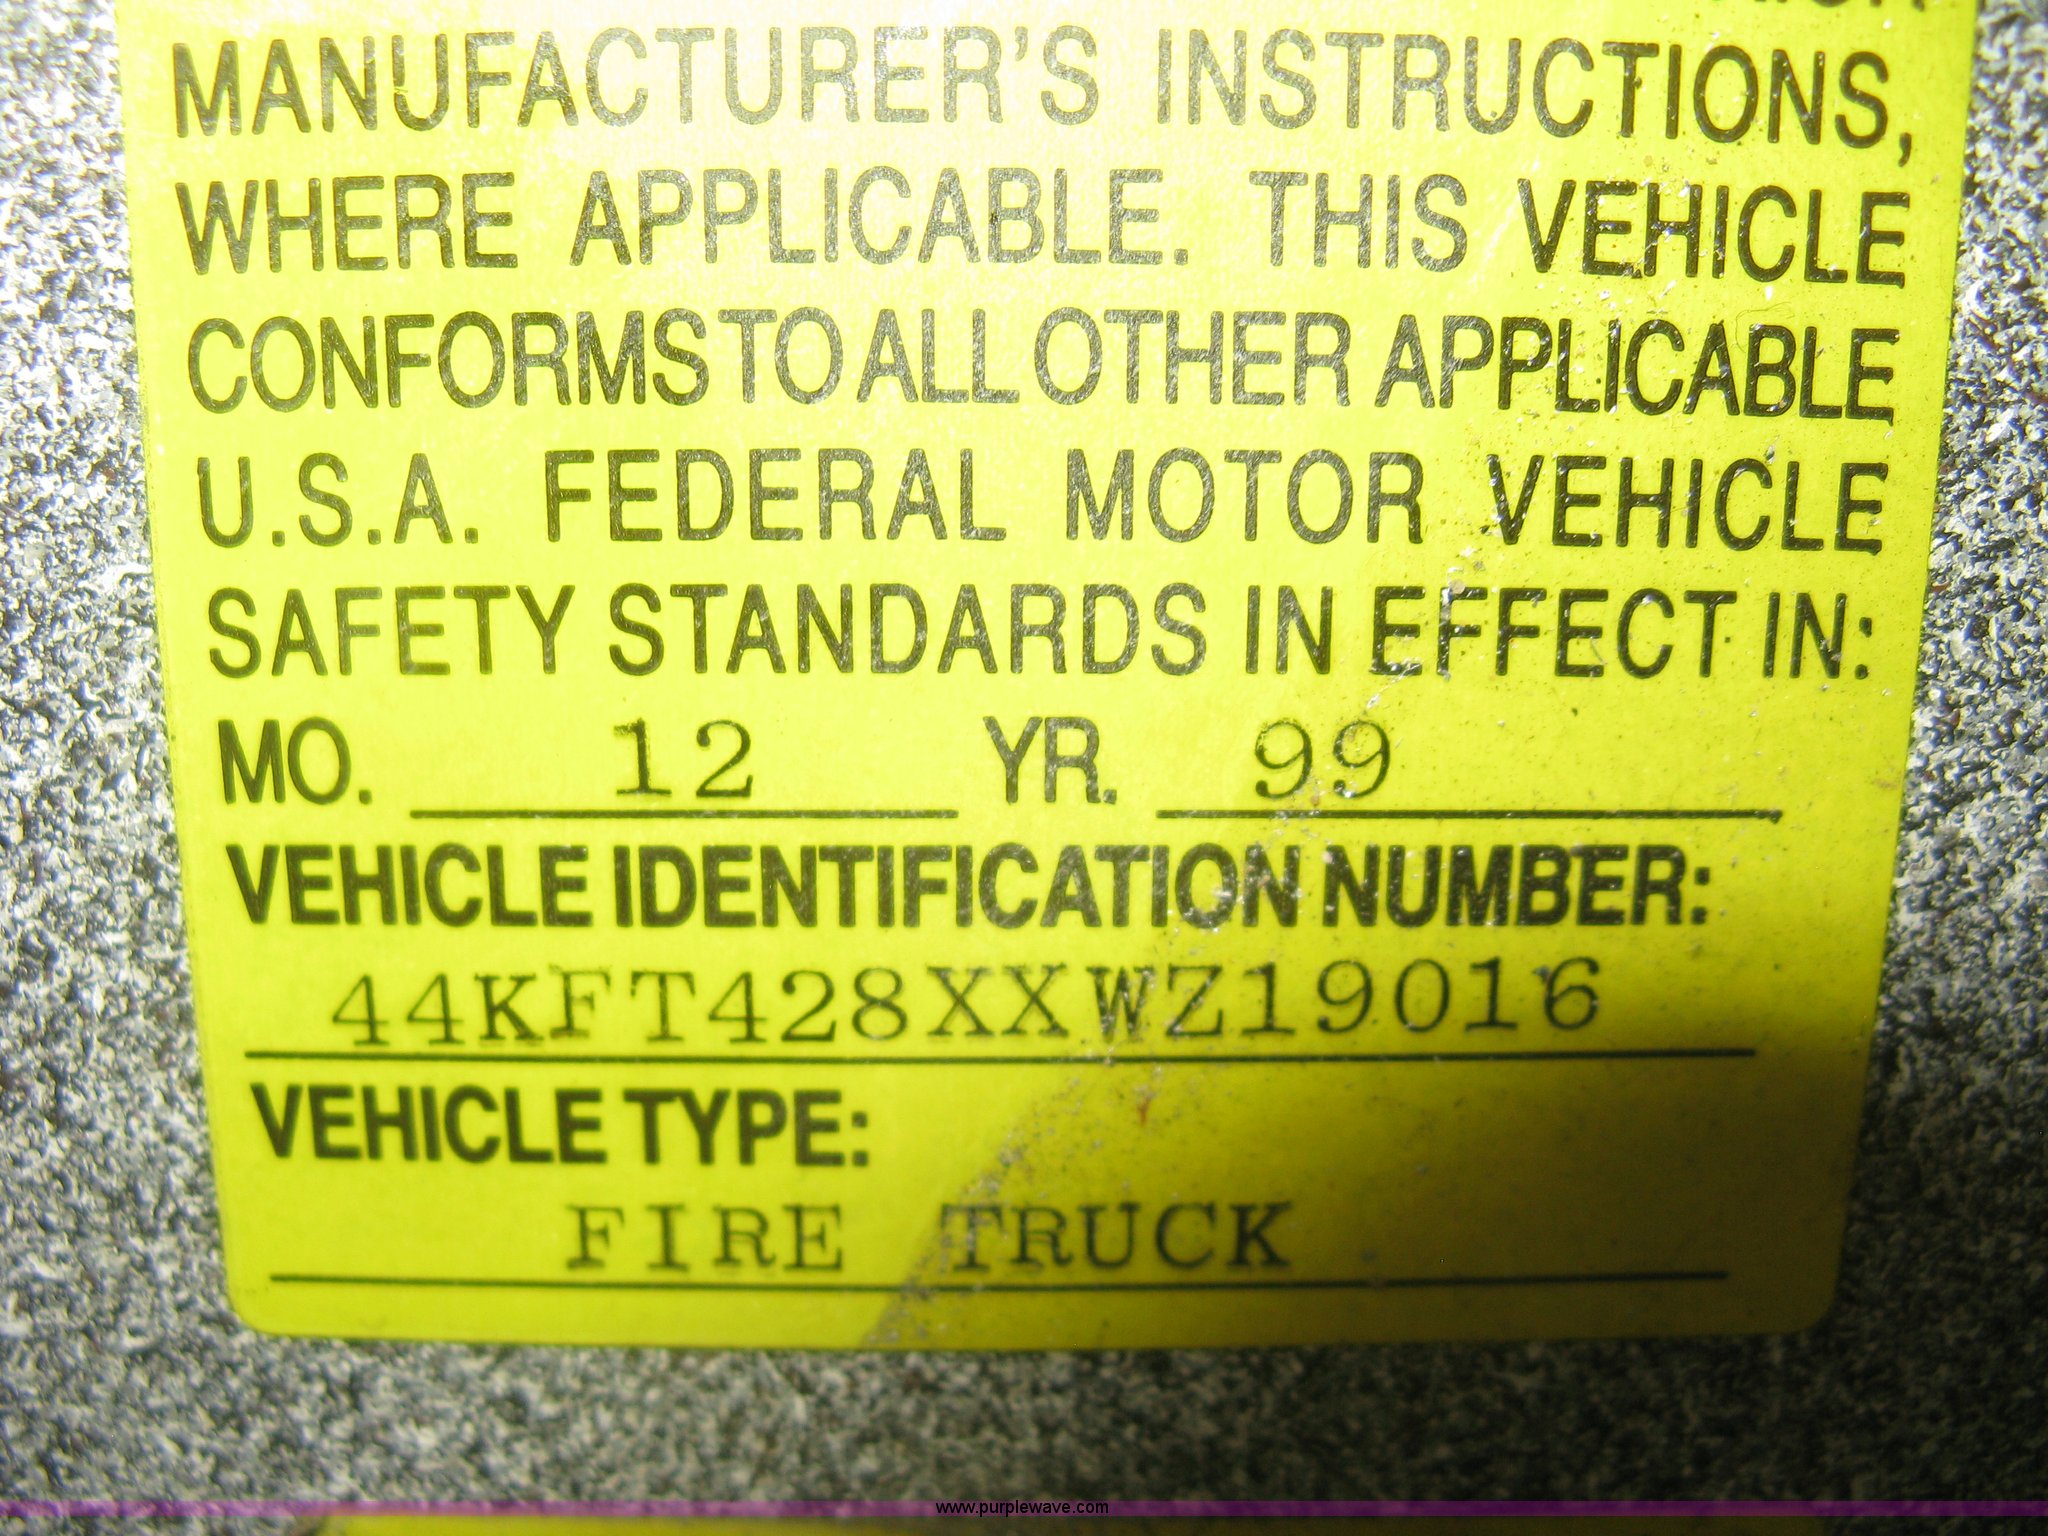 MANUFACTURER'S INSTRUCTIONS,
WHERE APPLICABLE. THIS VEHICLE
CONFORMS TO ALL OTHER APPLICABLE
U.S.A. FEDERAL MOTOR VEHICLE
SAFETY STANDARDS IN EFFECT IN:
MO. 12 YR. 99
VEHICLE IDENTIFICATION NUMBER:
44KFT428XXWZ19016
VEHICLE TYPE:
FIRE TRUCK
www.purplewave.com